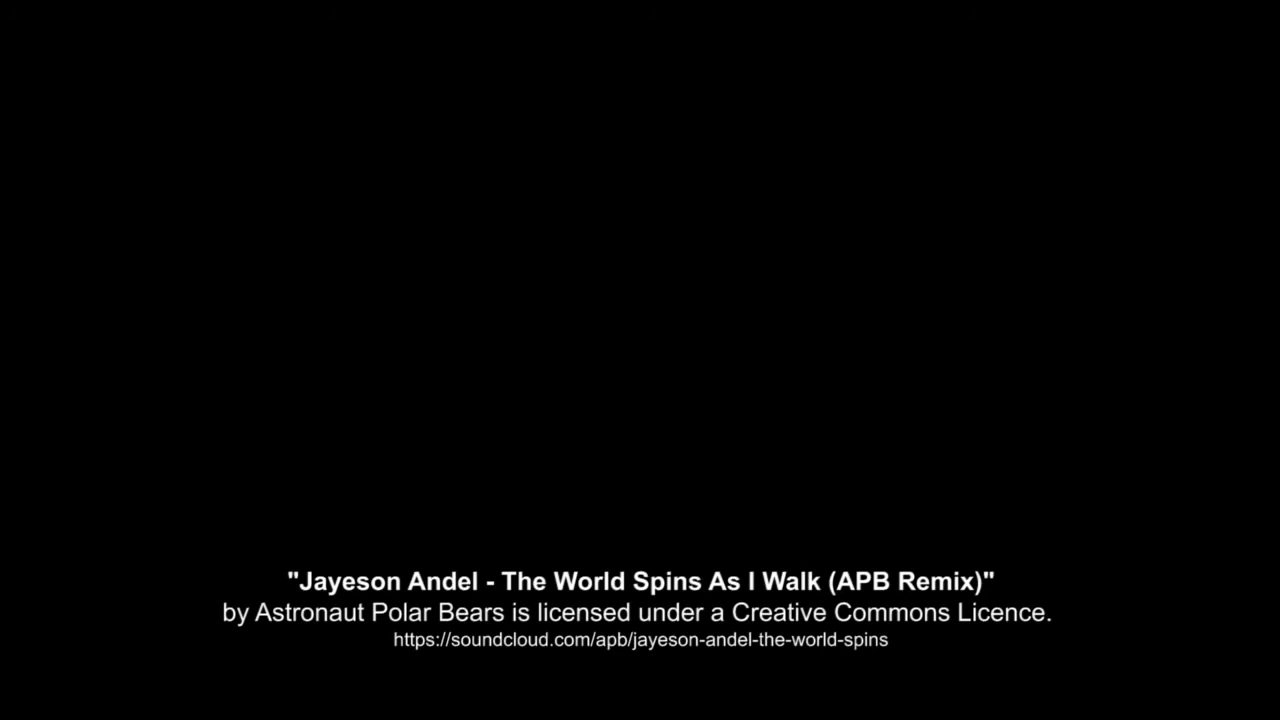 "Jayeson Andel - The World Spins As I Walk (APB Remix)"
by Astronaut Polar Bears is licensed under a Creative Commons Licence.
https://soundcloud.com/apb/jayeson-andel-the-world-spins